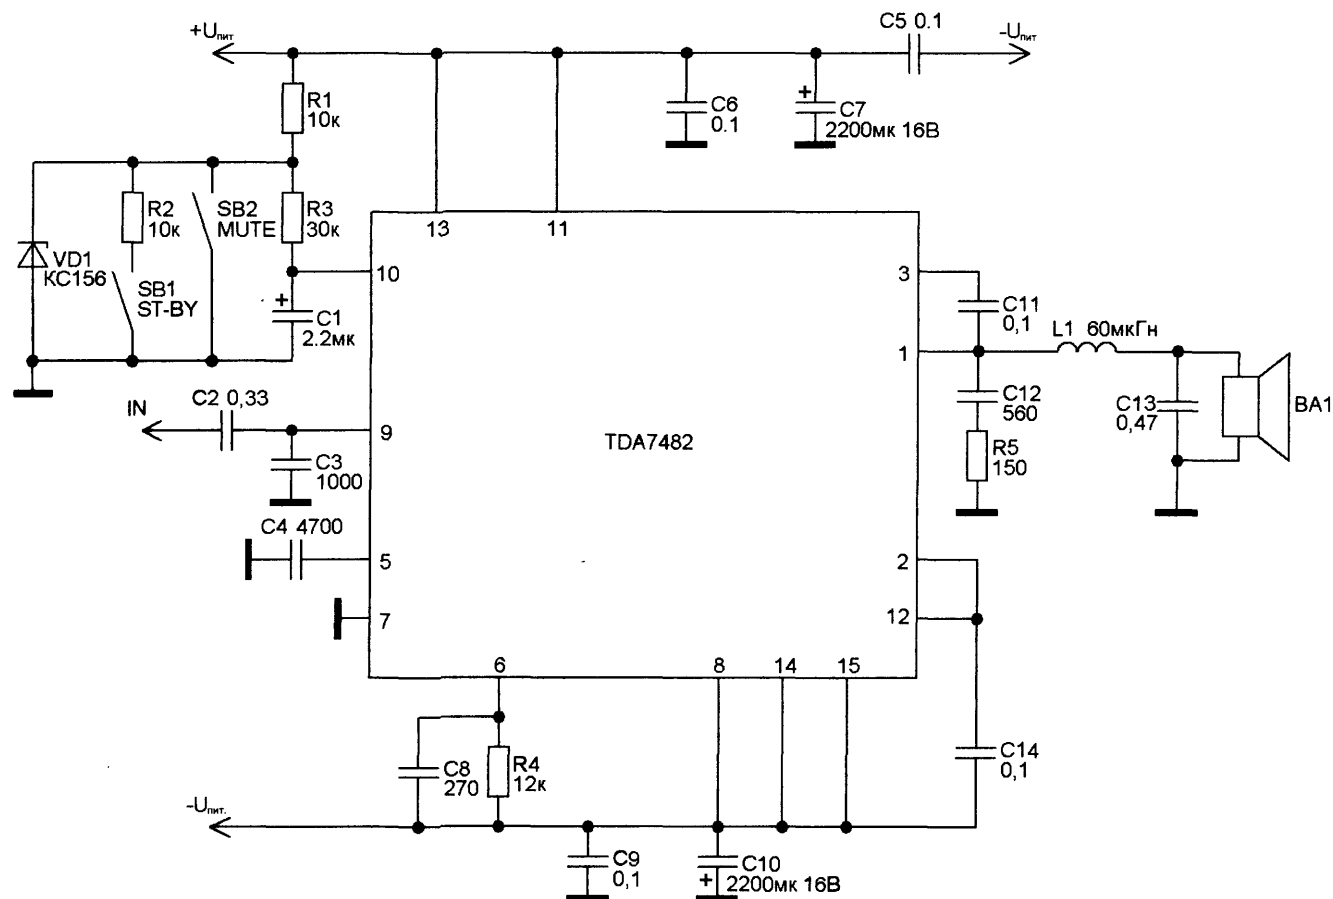 +Uпит
C5 0.1
-Uпит
R1
10к
C6
0.1
+
C7
2200мк 16В
R2
10к
SB2
MUTE
R3
30к
13
11
VD1
КС156
SB1
ST-BY
10
3
+
C1
2.2мк
C11
0,1
L1 60мкГн
1
C2 0,33
IN
9
C12
560
C13
0,47
BA1
TDA7482
C3
1000
R5
150
C4 4700
5
2
7
12
6
8
14
15
C8
270
R4
12к
C14
0,1
-Uпит.
C9
0,1
+
C10
2200мк 16В